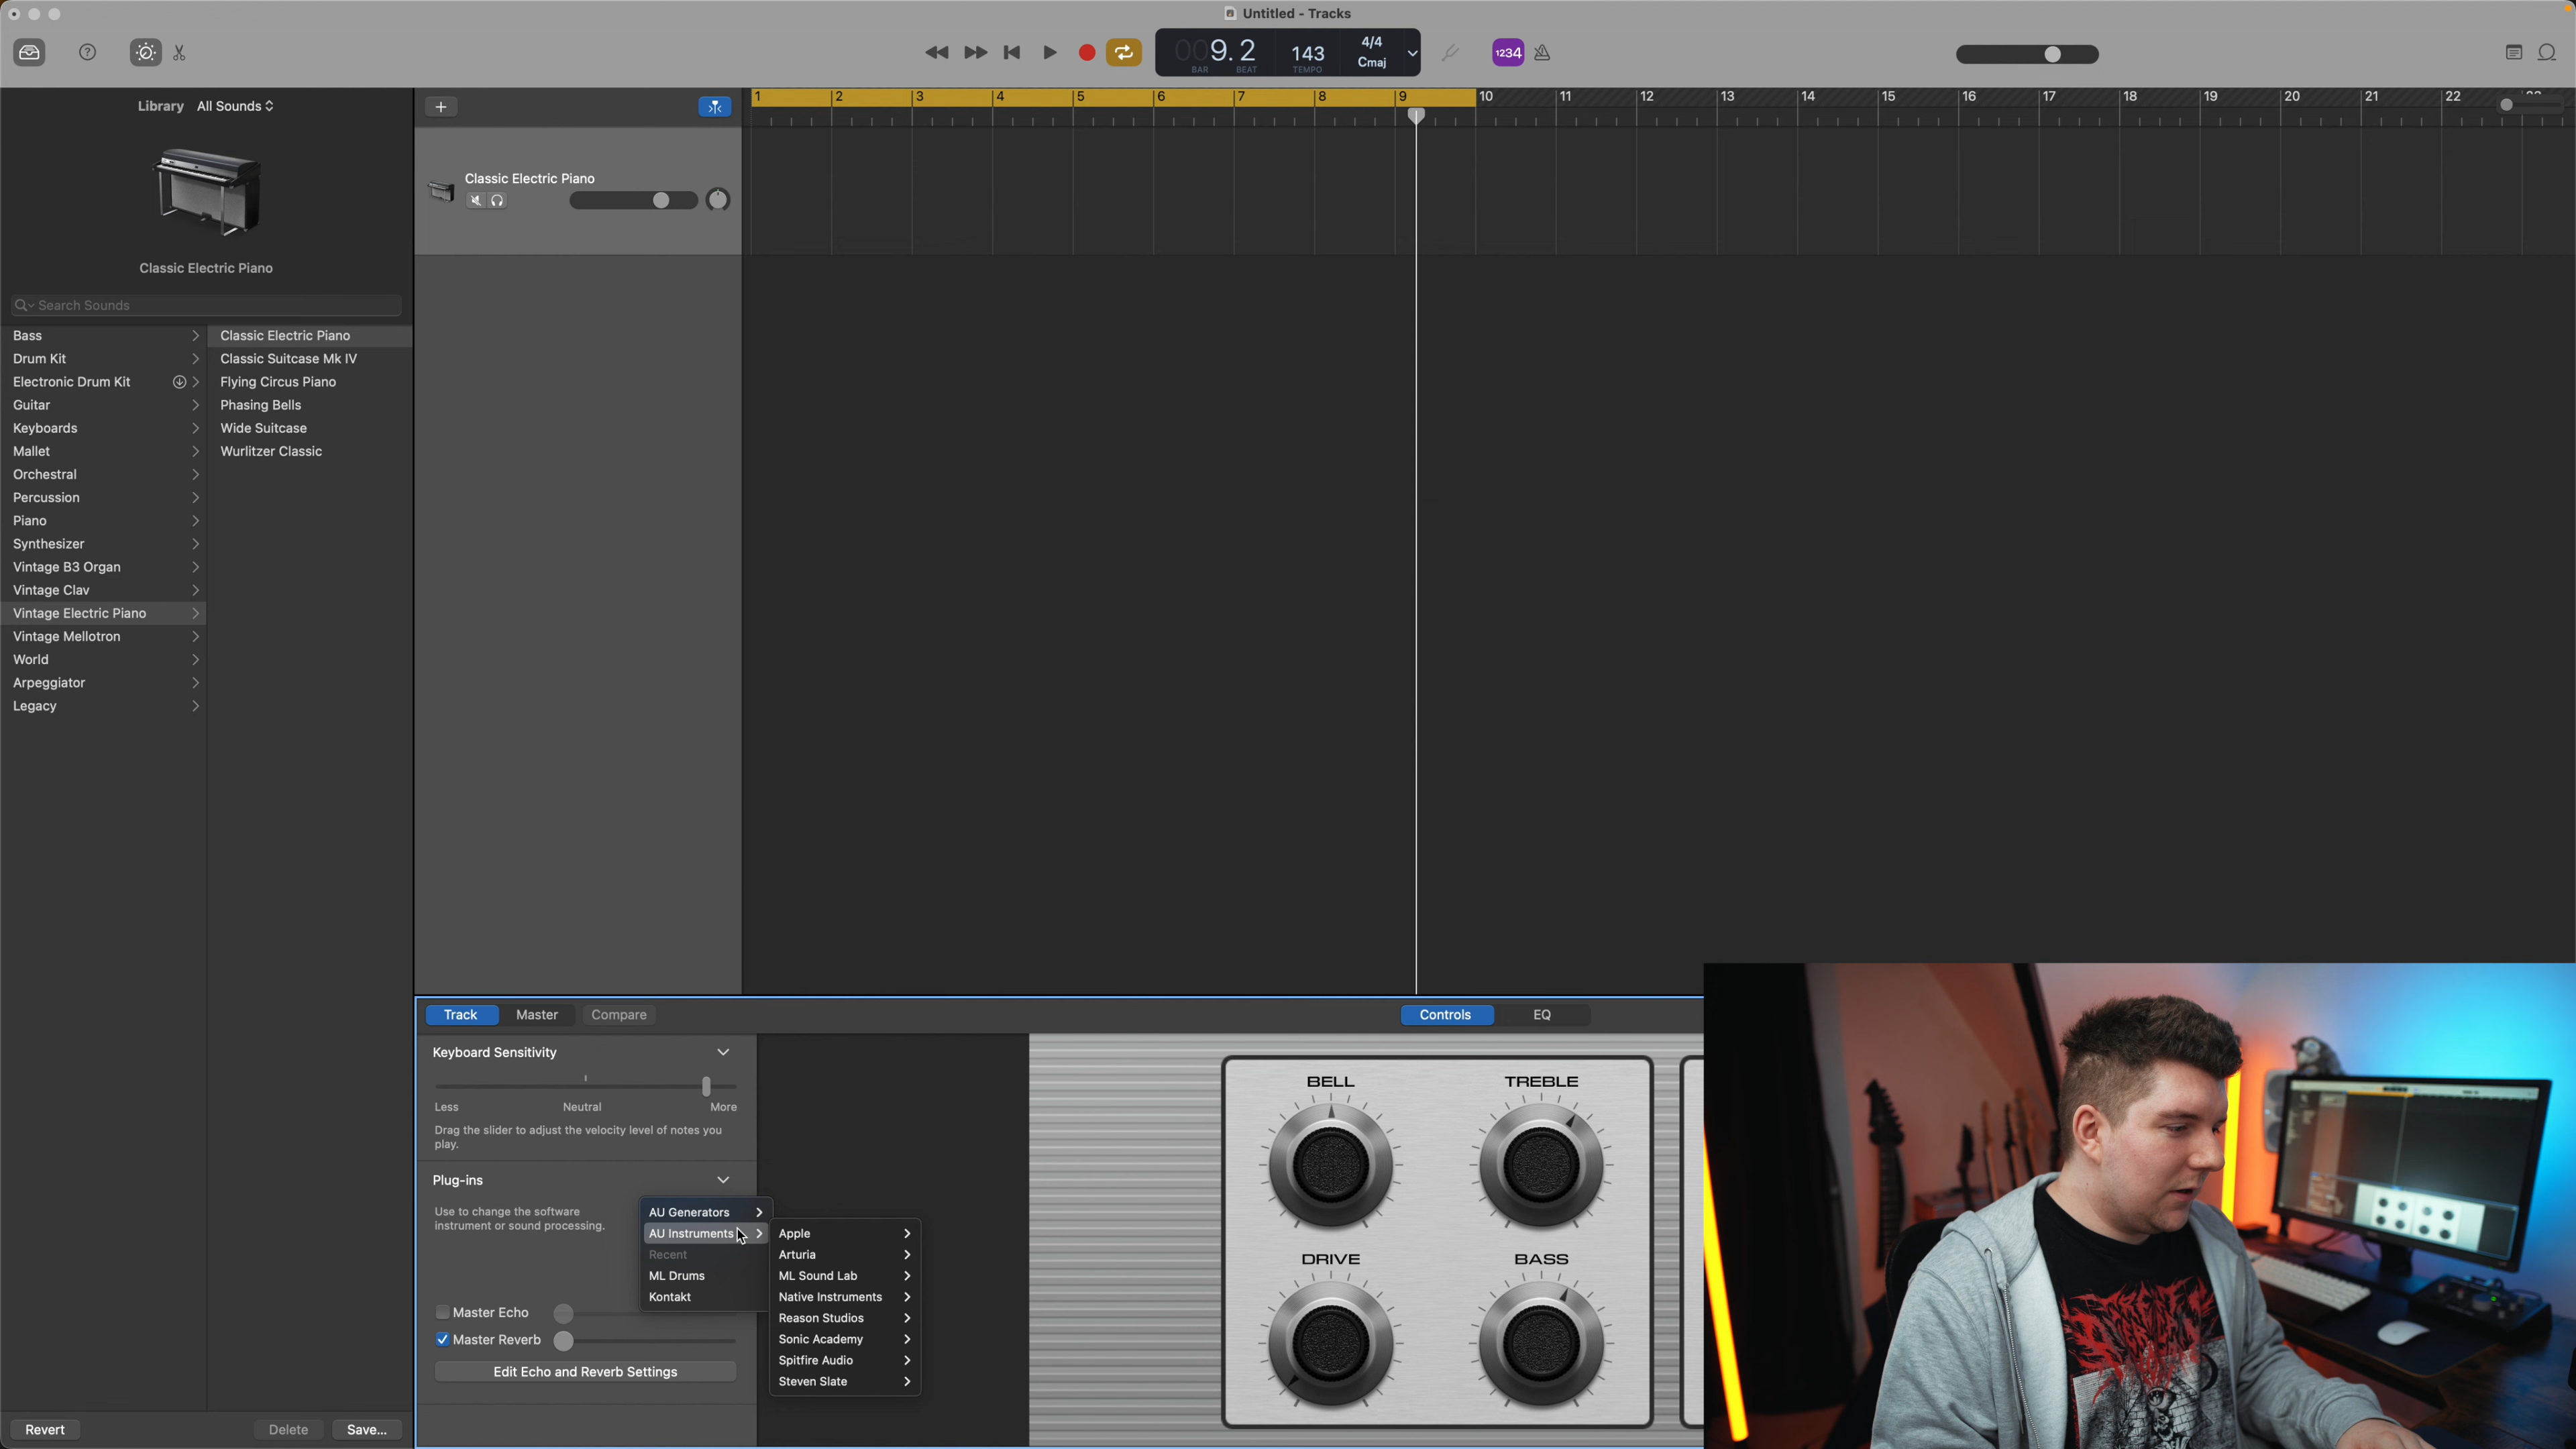 Untitled - Tracks
009. 2
BAR
BEAT
143
TEMPO
4/4
Cmaj
1234
Library
All Sounds
Classic Electric Piano
Search Sounds
Bass
Drum Kit
Electronic Drum Kit
Guitar
Keyboards
Mallet
Orchestral
Percussion
Piano
Synthesizer
Vintage B3 Organ
Vintage Clav
Vintage Electric Piano
Vintage Mellotron
World
Arpeggiator
Legacy
Classic Electric Piano
Classic Suitcase Mk IV
Flying Circus Piano
Phasing Bells
Wide Suitcase
Wurlitzer Classic
Revert
Delete
Save...
Classic Electric Piano
1 2 3 4 5 6 7 8 9 10 11 12 13 14 15 16 17 18 19 20 21 22
Track
Master
Compare
Controls
EQ
Keyboard Sensitivity
Less
Neutral
More
Drag the slider to adjust the velocity level of notes you
play.
Plug-ins
Use to change the software
instrument or sound processing.
AU Generators
AU Instruments
Recent
ML Drums
Kontakt
Apple
Arturia
ML Sound Lab
Native Instruments
Reason Studios
Sonic Academy
Spitfire Audio
Steven Slate
Master Echo
Master Reverb
Edit Echo and Reverb Settings
BELL
TREBLE
DRIVE
BASS